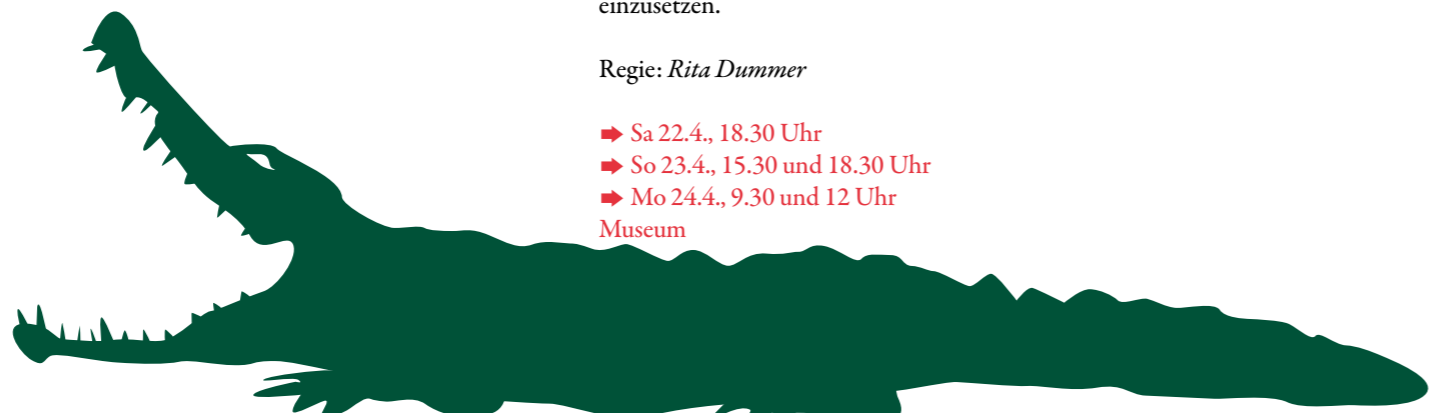 einzusetzen.
Regie: Rita Dummer
➡ Sa 22.4., 18.30 Uhr
➡ So 23.4., 15.30 und 18.30 Uhr
➡ Mo 24.4., 9.30 und 12 Uhr
Museum